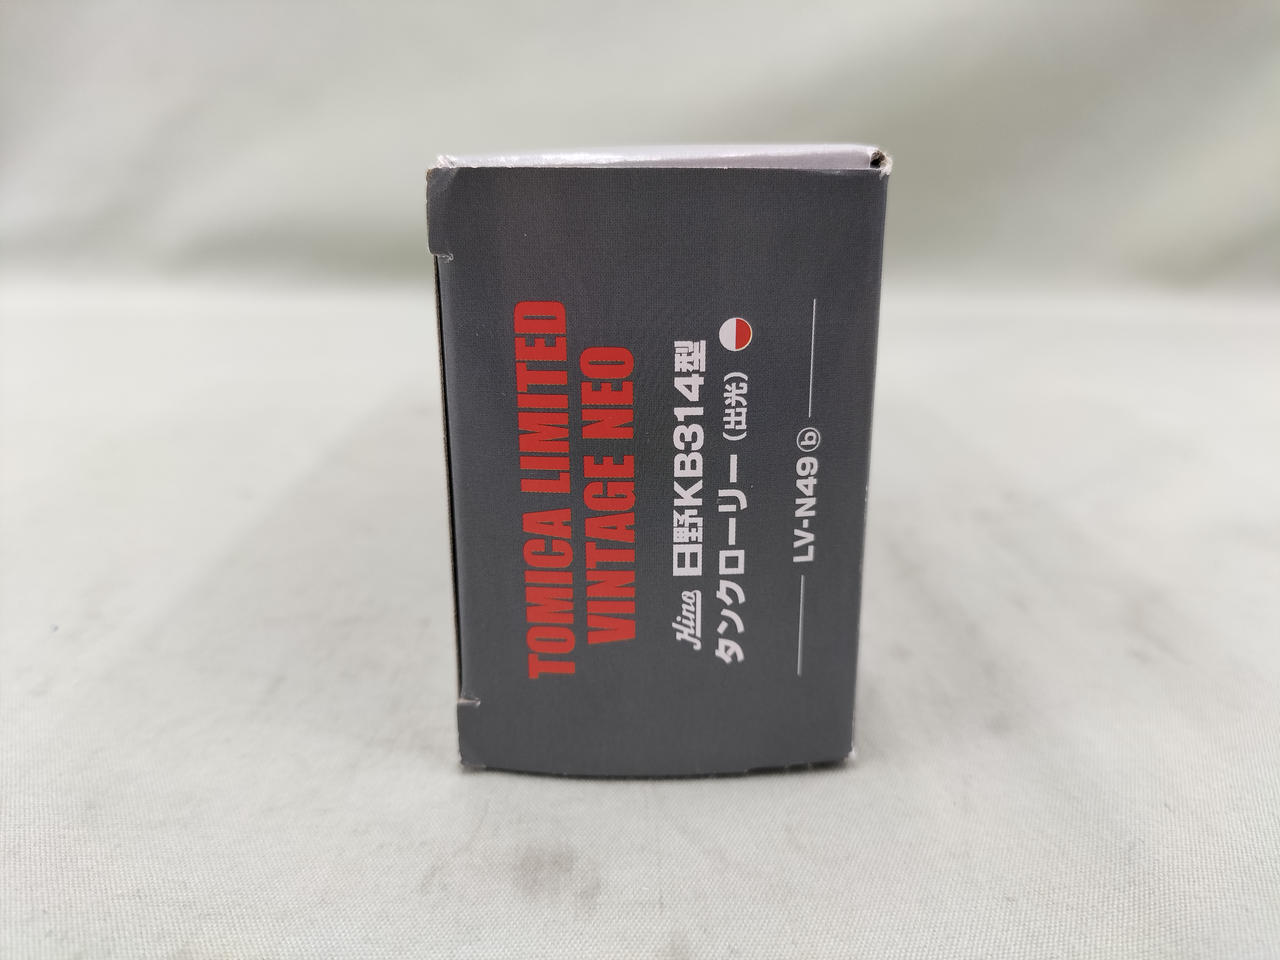 TOMICA LIMITED
VINTAGE NEO
Hino 日野KB314型
タンクローリー(出光)
LV-N49ⓑ